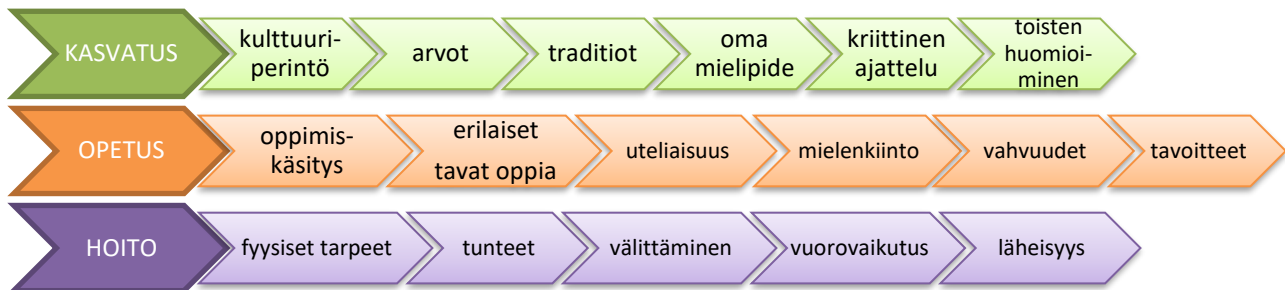 KASVATUS
kulttuuri-
perintö
arvot
traditiot
oma
mielipide
kriittinen
ajattelu
toisten
huomioi-
minen
OPETUS
oppimis-
käsitys
erilaiset
tavat oppia
uteliaisuus
mielenkiinto
vahvuudet
tavoitteet
HOITO
fyysiset tarpeet
tunteet
välittäminen
vuorovaikutus
läheisyys